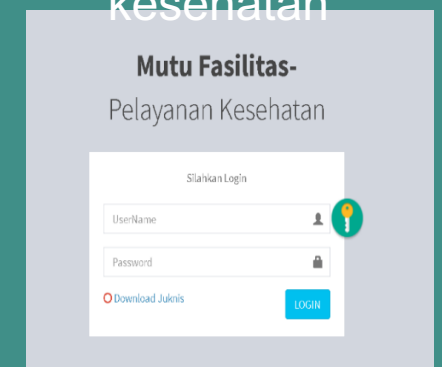 kesehatan
Mutu Fasilitas-
Pelayanan Kesehatan
Silahkan Login
UserName
Password
Download Juknis
LOGIN